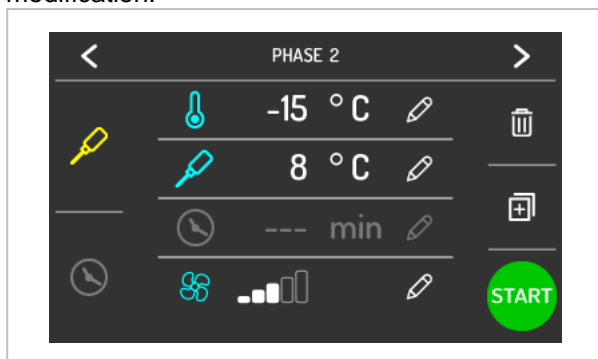 modification.
PHASE 2
-15 °C
8 °C
--- min
START